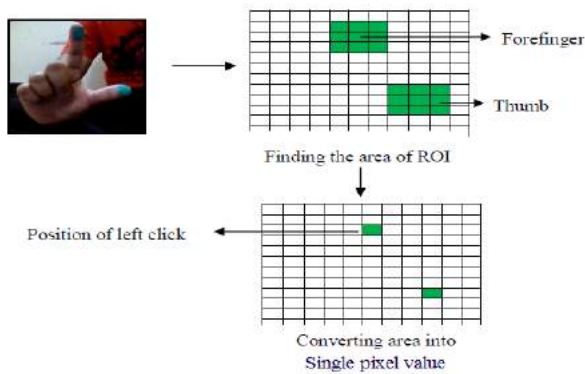 Forefinger
Thumb
Finding the area of ROI
Position of left click
Converting area into
Single pixel value